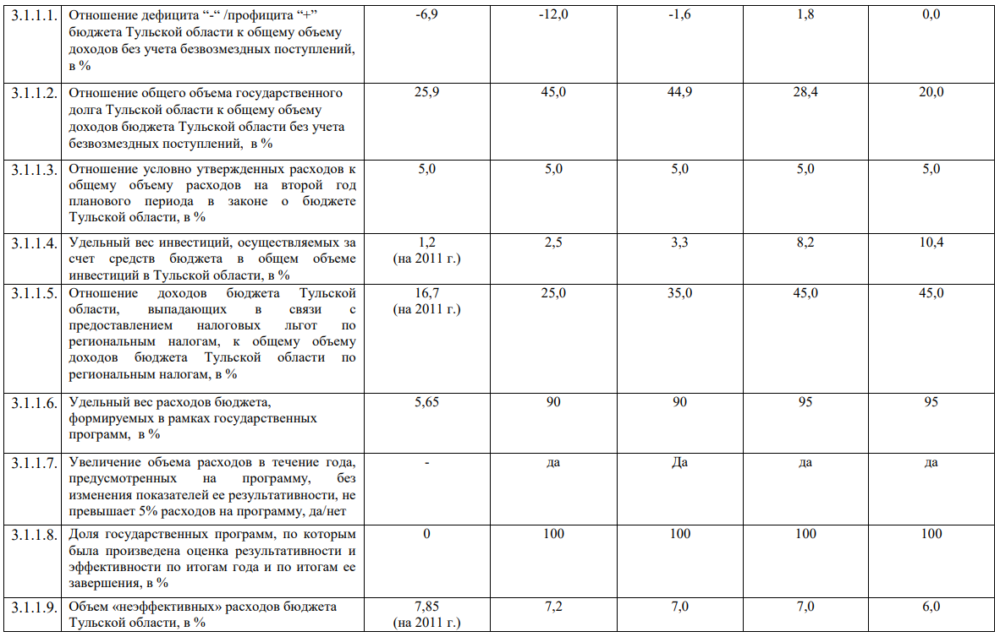 3.1.1.1. Отношение дефицита “-“ /профицита “+” -6,9 -12,0 -1,6 1,8 0,0
бюджета Тульской области к общему объему
доходов без учета безвозмездных поступлений,
в %
3.1.1.2. Отношение общего объема государственного 25,9 45,0 44,9 28,4 20,0
долга Тульской области к общему объему
доходов бюджета Тульской области без учета
безвозмездных поступлений, в %
3.1.1.3. Отношение условно утвержденных расходов к 5,0 5,0 5,0 5,0 5,0
общему объему расходов на второй год
планового периода в законе о бюджете
Тульской области, в %
3.1.1.4. Удельный вес инвестиций, осуществляемых за 1,2 2,5 3,3 8,2 10,4
счет средств бюджета в общем объеме (на 2011 г.)
инвестиций в Тульской области, в %
3.1.1.5. Отношение доходов бюджета Тульской 16,7 25,0 35,0 45,0 45,0
области, выпадающих в связи с (на 2011 г.)
предоставлением налоговых льгот по
региональным налогам, к общему объему
доходов бюджета Тульской области по
региональным налогам, в %
3.1.1.6. Удельный вес расходов бюджета, 5,65 90 90 95 95
формируемых в рамках государственных
программ, в %
3.1.1.7. Увеличение объема расходов в течение года, - да Да да да
предусмотренных на программу, без
изменения показателей ее результативности, не
превышает 5% расходов на программу, да/нет
3.1.1.8. Доля государственных программ, по которым 0 100 100 100 100
была произведена оценка результативности и
эффективности по итогам года и по итогам ее
завершения, в %
3.1.1.9. Объем «неэффективных» расходов бюджета 7,85 7,2 7,0 7,0 6,0
Тульской области, в % (на 2011 г.)